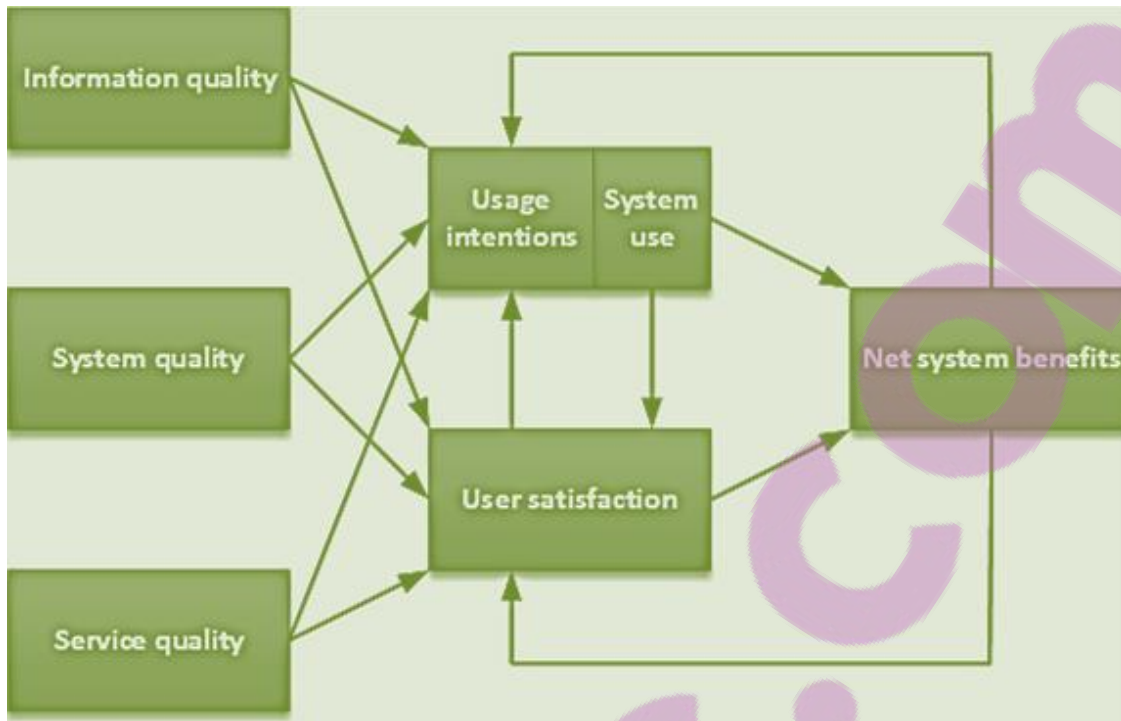 Information quality
Usage
intentions
System
use
System quality
Net system benefits
User satisfaction
Service quality